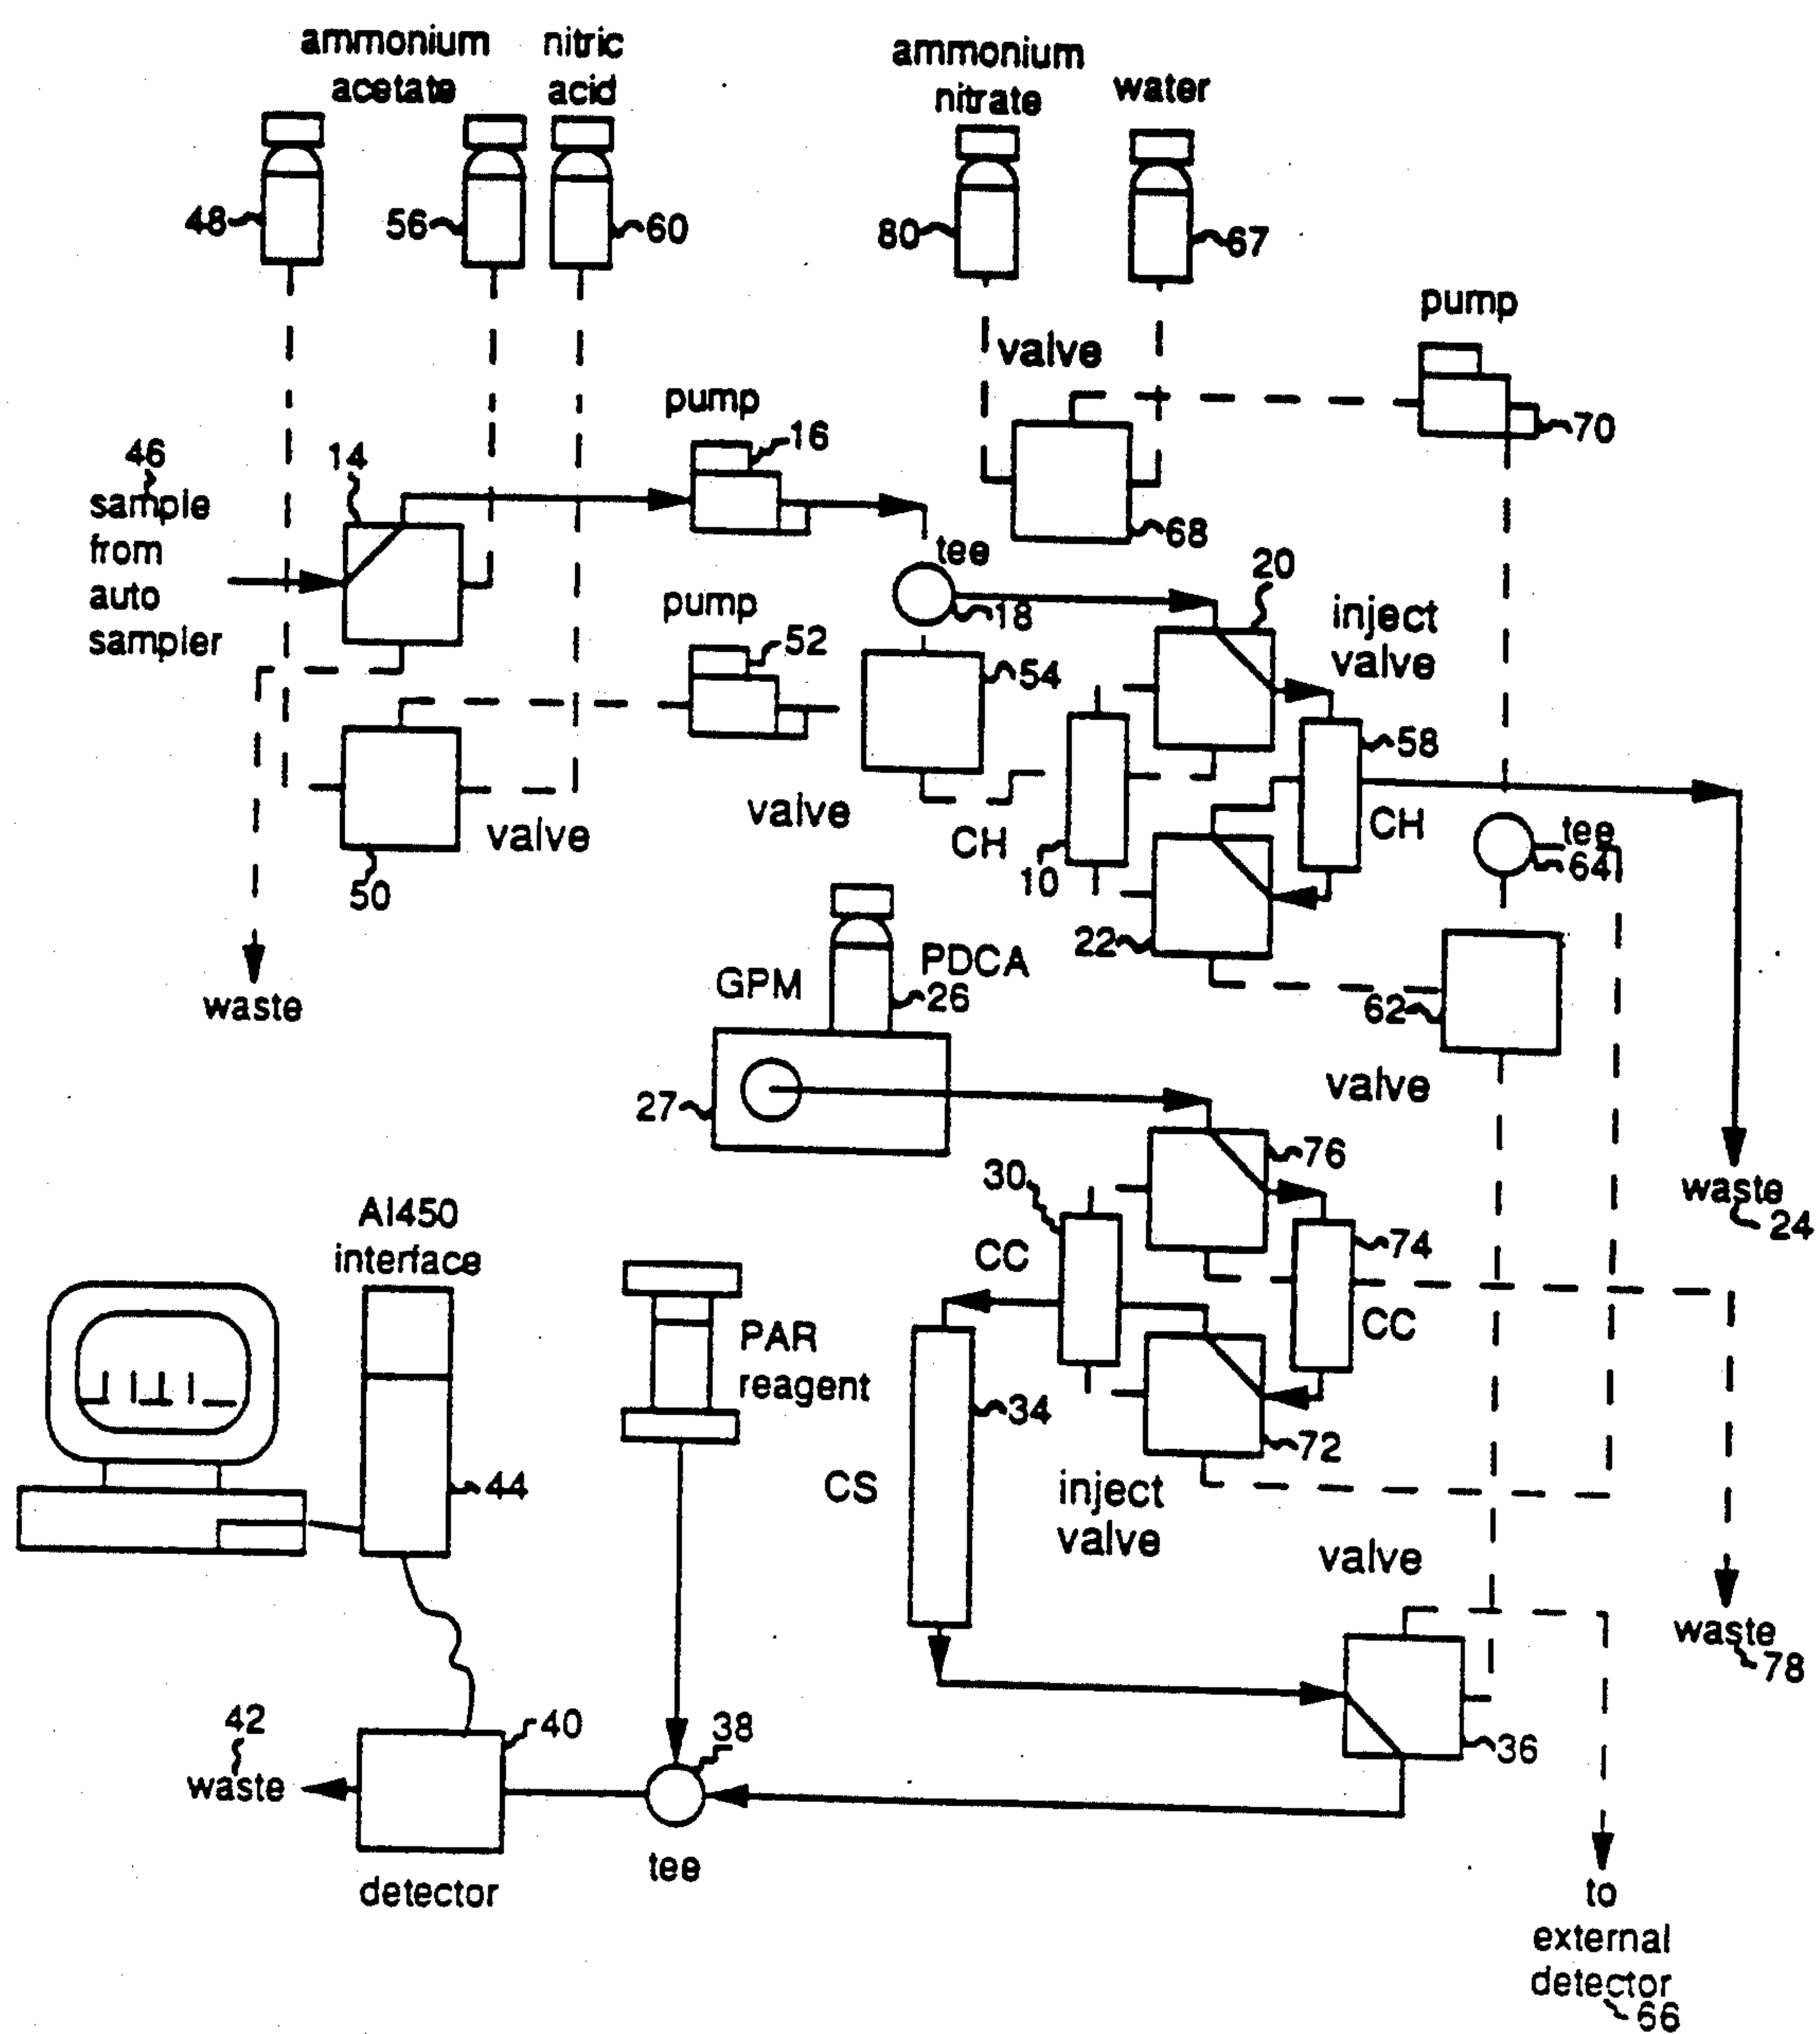 ammonium
acetate
nitric
acid
ammonium
nitrate
water
48
56
60
80
67
pump
70
valve
68
pump
16
46
sample
from
auto
sampler
14
tee
18
20
inject
valve
pump
52
54
valve
58
CH
CH
10
tee
64
valve
50
waste
22
62
valve
GPM
PDCA
26
27
76
30
CC
74
CC
waste
24
AI450
interface
44
PAR
reagent
34
CS
72
inject
valve
valve
waste
78
36
42
waste
40
detector
38
tee
to
external
detector
66